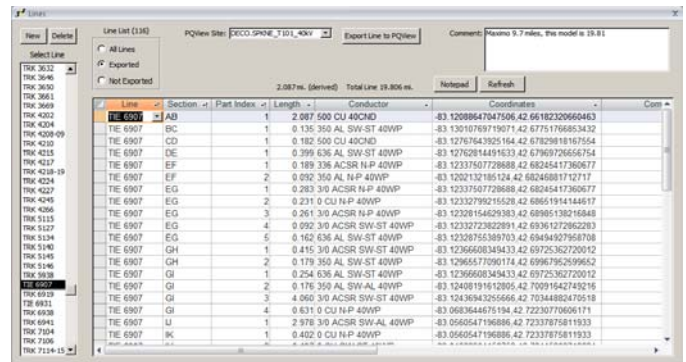 Lines
New Delete
Select Line
Line List (116)
All Lines
Exported
Not Exported
PQView Site: DECO.SPKNE_T101_40kV
Export Line to PQView
Comment: Maximo 9.7 miles, this model is 19.81
2.087 mi. (derived) Total Line 19.806 mi.
Notepad Refresh
TRK 3632
TRK 3646
TRK 3650
TRK 3661
TRK 3669
TRK 4202
TRK 4204
TRK 4208-09
TRK 4210
TRK 4215
TRK 4217
TRK 4218-19
TRK 4224
TRK 4227
TRK 4245
TRK 4266
TRK 5115
TRK 5127
TRK 5134
TRK 5140
TRK 5145
TRK 5146
TRK 5938
TIE 6907
TRK 6919
TIE 6931
TRK 6938
TRK 6941
TRK 7104
TRK 7106
TRK 7114-15
Line Section Part Index Length Conductor Coordinates Com
TIE 6907 AB 1 2.087 500 CU 40CND -83.12088647047506,42.66182320660463
TIE 6907 BC 1 0.135 350 AL SW-ST 40WP -83.13010769719071,42.67751766853432
TIE 6907 CD 1 0.182 500 CU 40CND -83.12767643925164,42.67829818167554
TIE 6907 DE 1 0.399 636 AL SW-ST 40WP -83.12762814491633,42.67969726656754
TIE 6907 EF 1 0.189 336 ACSR N-P 40WP -83.12337507728688,42.68245417360677
TIE 6907 EF 2 0.092 350 AL N-P 40WP -83.1202132185124,42.6824688171 2717
TIE 6907 EG 1 0.283 3/0 ACSR N-P 40WP -83.12337507728688,42.68245417360677
TIE 6907 EG 2 0.231 0 CU N-P 40WP -83.12332799215528,42.68651914144617
TIE 6907 EG 3 0.261 3/0 ACSR N-P 40WP -83.12328154629383,42.68985138216848
TIE 6907 EG 4 0.092 3/0 ACSR SW-ST 40WP -83.12332723822891,42.69361272862283
TIE 6907 EG 5 0.162 636 AL SW-ST 40WP -83.12328755389703,42.69494927958708
TIE 6907 GH 1 0.415 3/0 ACSR SW-ST 40WP -83.12366608349433,42.69725362720012
TIE 6907 GH 2 0.179 350 AL SW-ST 40WP -83.12965577090174,42.69967952599652
TIE 6907 GI 1 0.254 636 AL SW-ST 40WP -83.12366608349433,42.69725362720012
TIE 6907 GI 2 0.176 350 AL SW-AL 40WP -83.12408191612805,42.70091642749216
TIE 6907 GI 3 4.060 3/0 ACSR SW-ST 40WP -83.12436943255666,42.70344882470518
TIE 6907 GI 4 0.631 0 CU N-P 40WP -83.0683644675194,42.72230770606171
TIE 6907 IJ 1 2.978 3/0 ACSR SW-AL 40WP -83.0560547196886,42.72337875811933
TIE 6907 IK 1 0.402 0 CU N-P 40WP -83.0560547196886,42.72337875811933